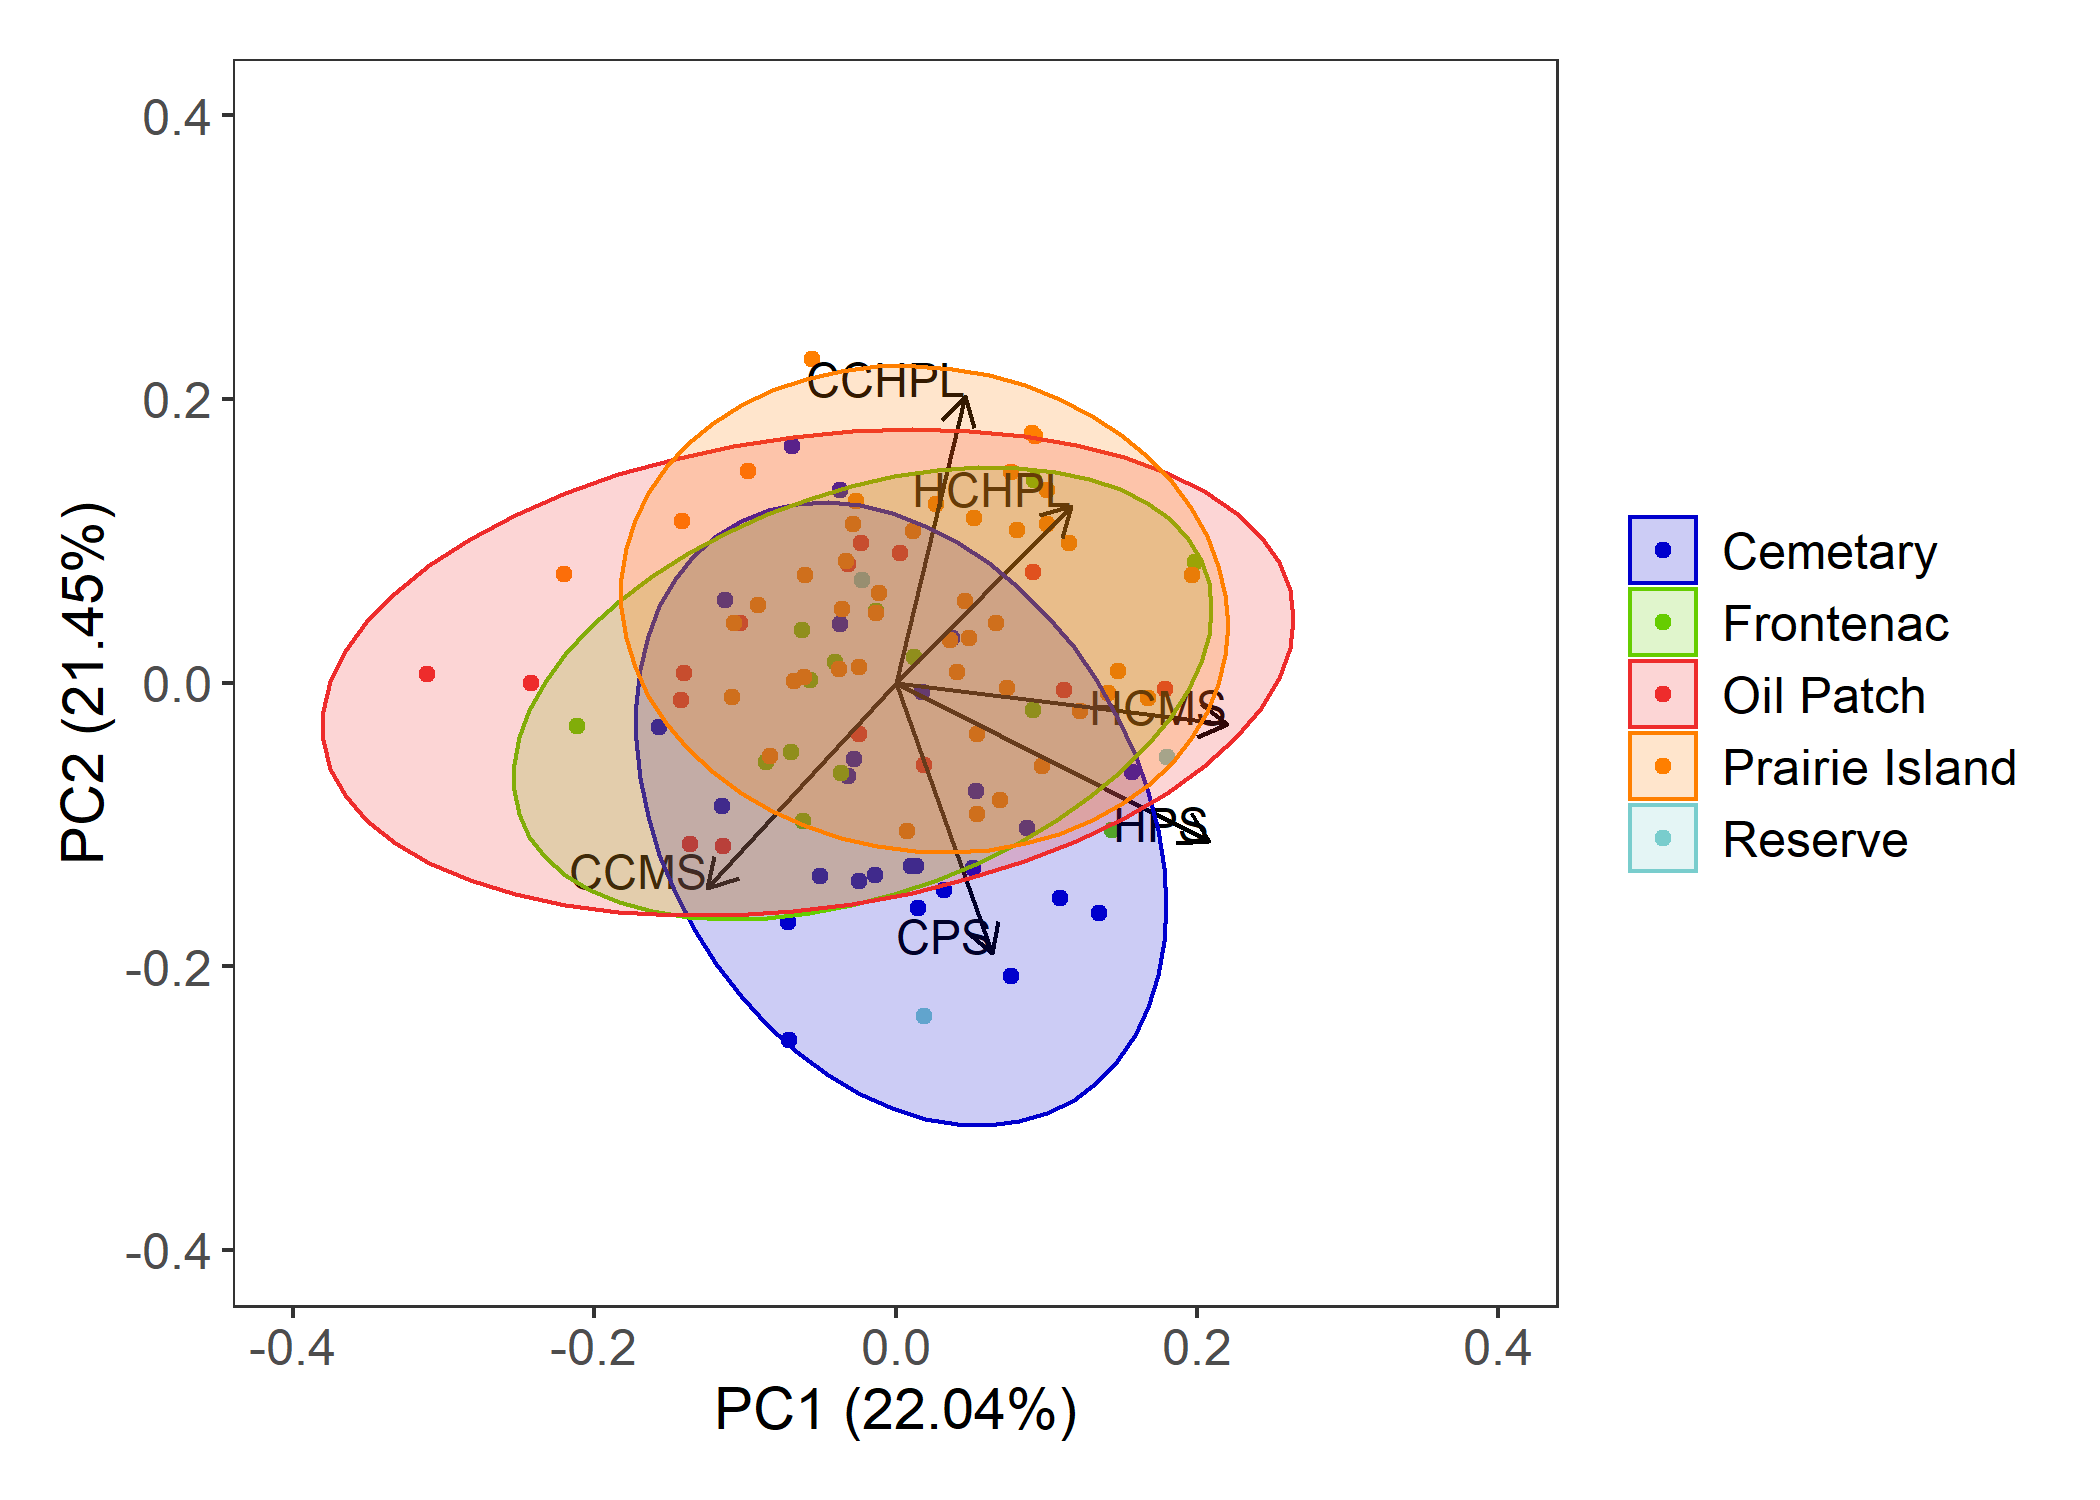 PC2 (21.45%)
0.4
0.2
0.0
-0.2
-0.4
CCHPL
HCHPL
HCMS
HPS
CCMS
CPS
-0.4
-0.2
0.0
0.2
0.4
PC1 (22.04%)
Cemetary
Frontenac
Oil Patch
Prairie Island
Reserve